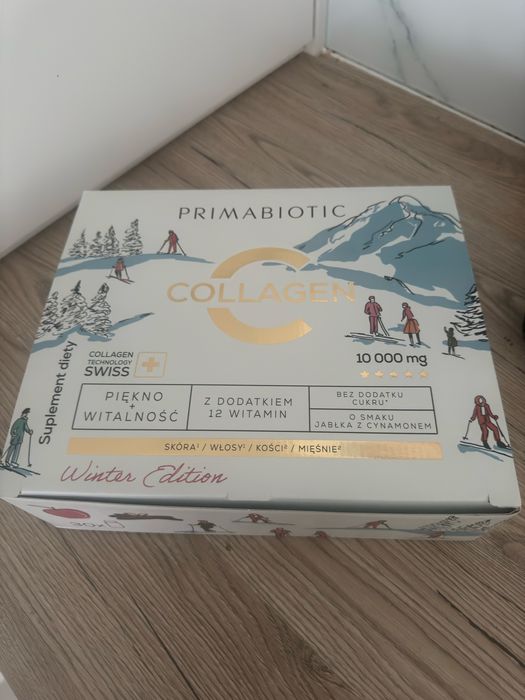 PRIMABIOTIC
COLLAGEN
COLLAGEN
TECHNOLOGY
SWISS
10 000 mg
Suplement diety
PIĘKNO
+
WITALNOŚĆ
Z DODATKIEM
12 WITAMIN
BEZ DODATKU
CUKRU*
O SMAKU
JABŁKA Z CYNAMONEM
SKÓRA¹ / WŁOSY¹ / KOŚCI² / MIĘŚNIE²
Winter Edition
30x